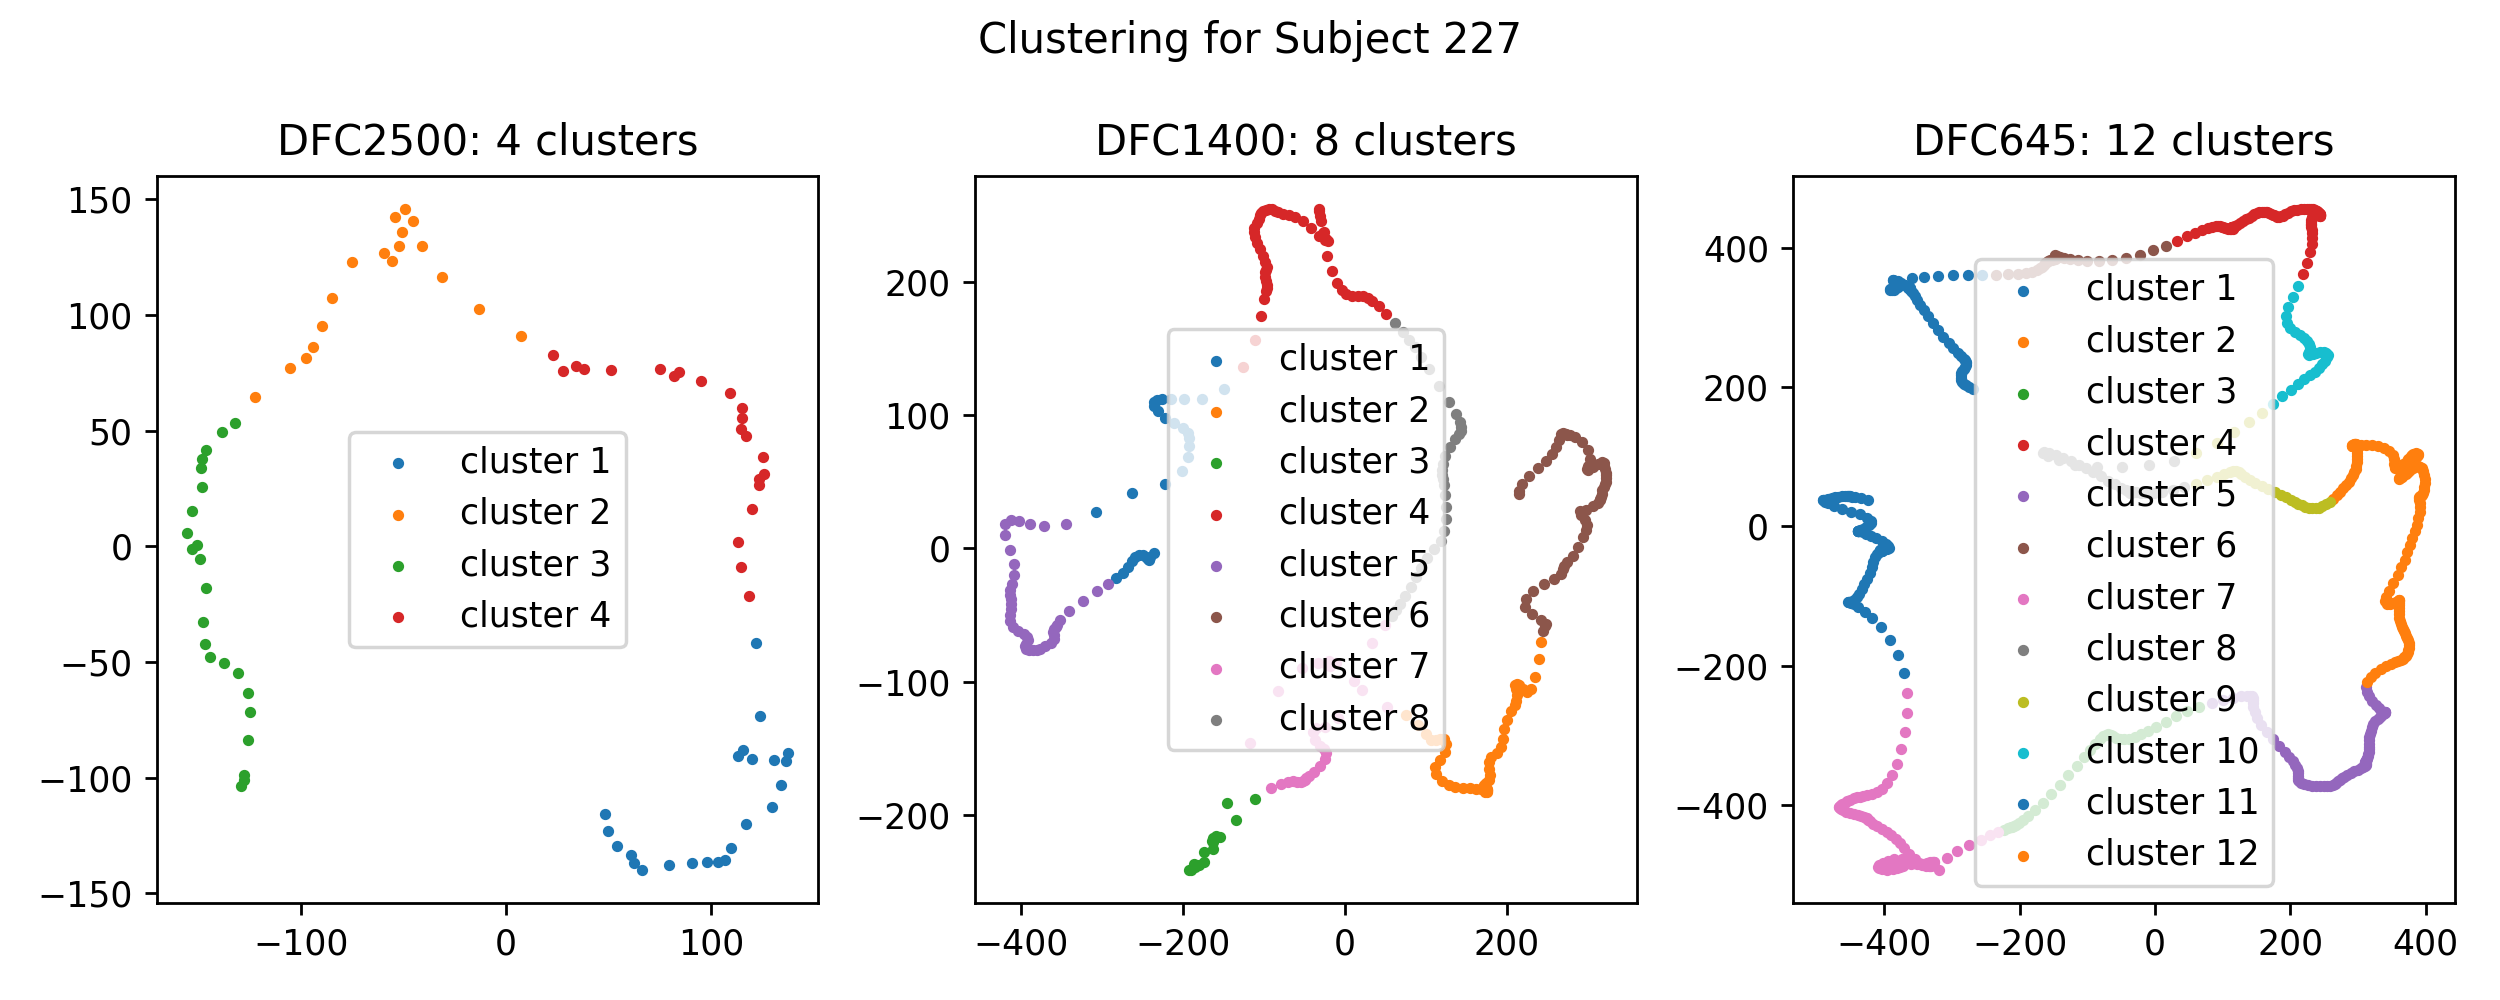 Clustering for Subject 227
DFC2500: 4 clusters
150
100
50
0
−50
−100
−150
−100
0
100
cluster 1
cluster 2
cluster 3
cluster 4
DFC1400: 8 clusters
200
100
0
−100
−200
−400
−200
0
200
cluster 1
cluster 2
cluster 3
cluster 4
cluster 5
cluster 6
cluster 7
cluster 8
DFC645: 12 clusters
400
200
0
−200
−400
−400
−200
0
200
400
cluster 1
cluster 2
cluster 3
cluster 4
cluster 5
cluster 6
cluster 7
cluster 8
cluster 9
cluster 10
cluster 11
cluster 12